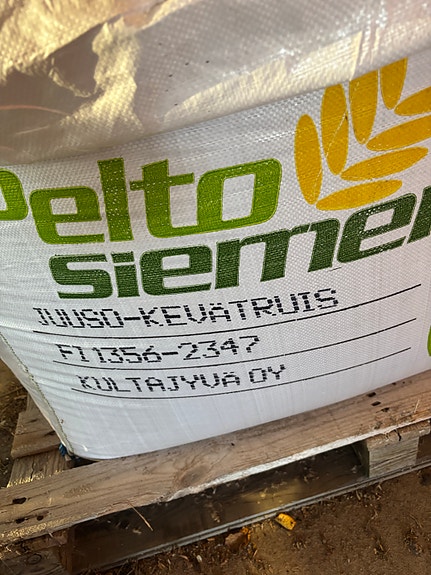 Pelto
siemen
JUUSO-KEVÄTRUIS
FI1356-2347
KULTAJYVÄ OY